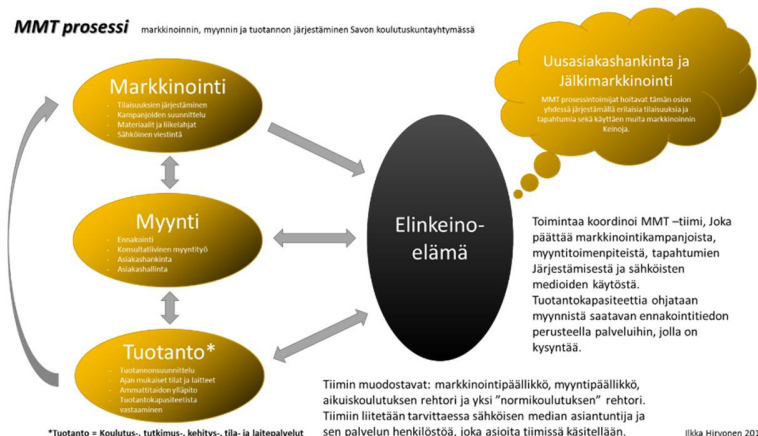 MMT prosessi markkinoinnin, myynnin ja tuotannon järjestäminen Savon koulutuskuntayhtymässä
Markkinointi
- Tilaisuuksien järjestäminen
- Kampanjoiden suunnittelu
- Materiaalit ja liikelahjat
- Sähköinen viestintä
Uusasiakashankinta ja
Jälkimarkkinointi
MMT prosessintoimijat hoitavat tämän osion
yhdessä järjestämällä erilaisia tilaisuuksia ja
tapahtumia sekä käyttäen muita markkinoinnin
Keinoja.
Myynti
- Ennakointi
- Konsultatiivinen myyntityö
- Asiakashankinta
- Asiakashallinta
Elinkeino-
elämä
Toimintaa koordinoi MMT –tiimi, Joka
päättää markkinointikampanjoista,
myyntitoimenpiteistä, tapahtumien
Järjestämisestä ja sähköisten
medioiden käytöstä.
Tuotantokapasiteettia ohjataan
myynnistä saatavan ennakointitiedon
perusteella palveluihin, jolla on
kysyntää.
Tuotanto*
- Tuotannonsuunnittelu
- Ajan mukaiset tilat ja laitteet
- Ammattitaidon ylläpito
- Tuotantokapasiteetista
vastaaminen
Tiimin muodostavat: markkinointipäällikkö, myyntipäällikkö,
aikuiskoulutuksen rehtori ja yksi ”normikoulutuksen” rehtori.
Tiimiin liitetään tarvittaessa sähköisen median asiantuntija ja
sen palvelun henkilöstöä, joka asioita tiimissä käsitellään.
*Tuotanto = Koulutus-, tutkimus-, kehitys-, tila- ja laitepalvelut
Ilkka Hirvonen 201